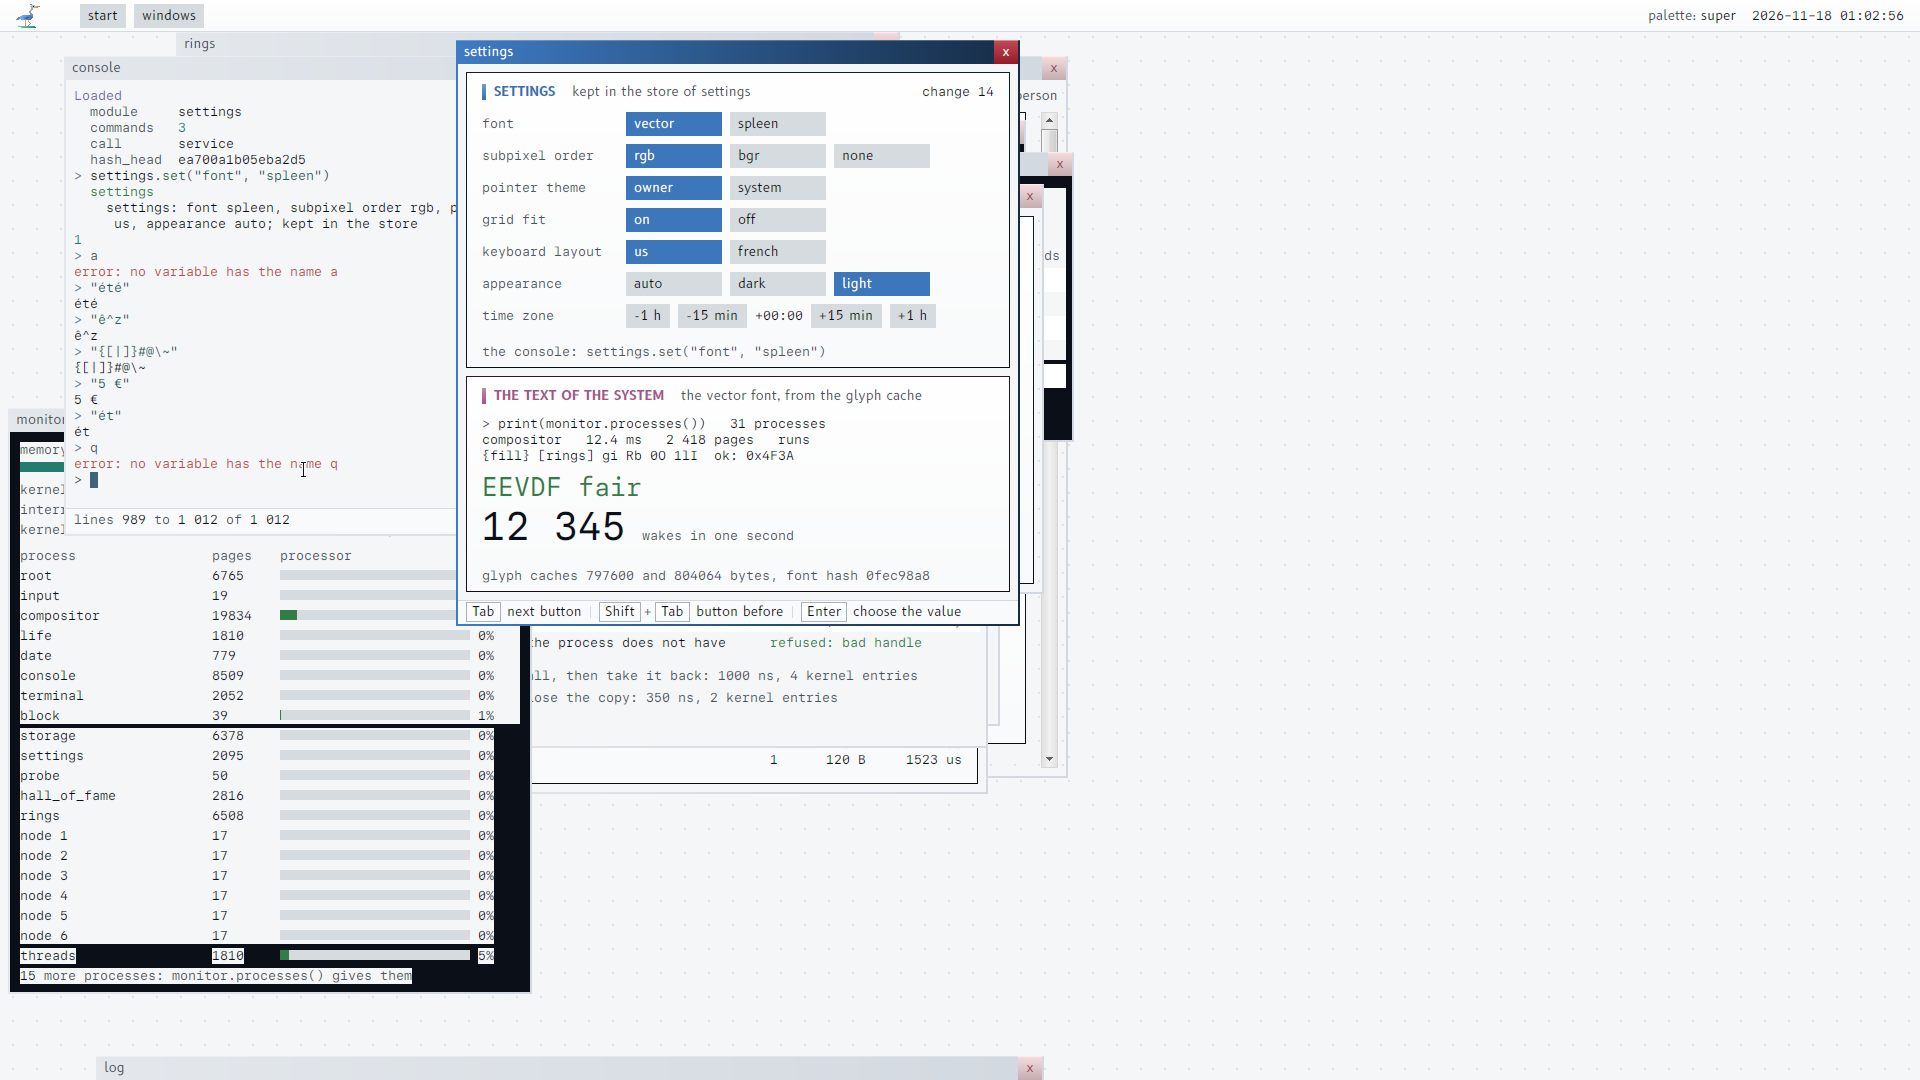 start windows
palette: super 2026-11-18 01:02:56
rings
console
Loaded
module settings
commands 3
call service
hash_head ea700a1b05eba2d5
> settings.set("font", "spleen")
settings
settings: font spleen, subpixel order rgb, p
us, appearance auto; kept in the store
1
> a
error: no variable has the name a
> "été"
été
> "ê^z"
ê^z
> "{[|]}#@\~"
{[|]}#@\~
> "5 €"
5 €
> "ét"
ét
> q
error: no variable has the name q
>
lines 989 to 1 012 of 1 012
settings x
SETTINGS kept in the store of settings change 14
font vector spleen
subpixel order rgb bgr none
pointer theme owner system
grid fit on off
keyboard layout us french
appearance auto dark light
time zone -1 h -15 min +00:00 +15 min +1 h
the console: settings.set("font", "spleen")
THE TEXT OF THE SYSTEM the vector font, from the glyph cache
> print(monitor.processes()) 31 processes
compositor 12.4 ms 2 418 pages runs
{fill} [rings] gi Rb 0O 1lI ok: 0x4F3A
EEVDF fair
12 345 wakes in one second
glyph caches 797600 and 804064 bytes, font hash 0fec98a8
Tab next button Shift + Tab button before Enter choose the value
x
person
x
x
ds
the process does not have refused: bad handle
all, then take it back: 1000 ns, 4 kernel entries
lose the copy: 350 ns, 2 kernel entries
1 120 B 1523 us
monitor
memory
kernel
inter
kernel
process pages processor
root 6765
input 19
compositor 19834
life 1810 0%
date 779 0%
console 8509 0%
terminal 2052 0%
block 39 1%
storage 6378 0%
settings 2095 0%
probe 50 0%
hall_of_fame 2816 0%
rings 6508 0%
node 1 17 0%
node 2 17 0%
node 3 17 0%
node 4 17 0%
node 5 17 0%
node 6 17 0%
threads 1810 5%
15 more processes: monitor.processes() gives them
log x